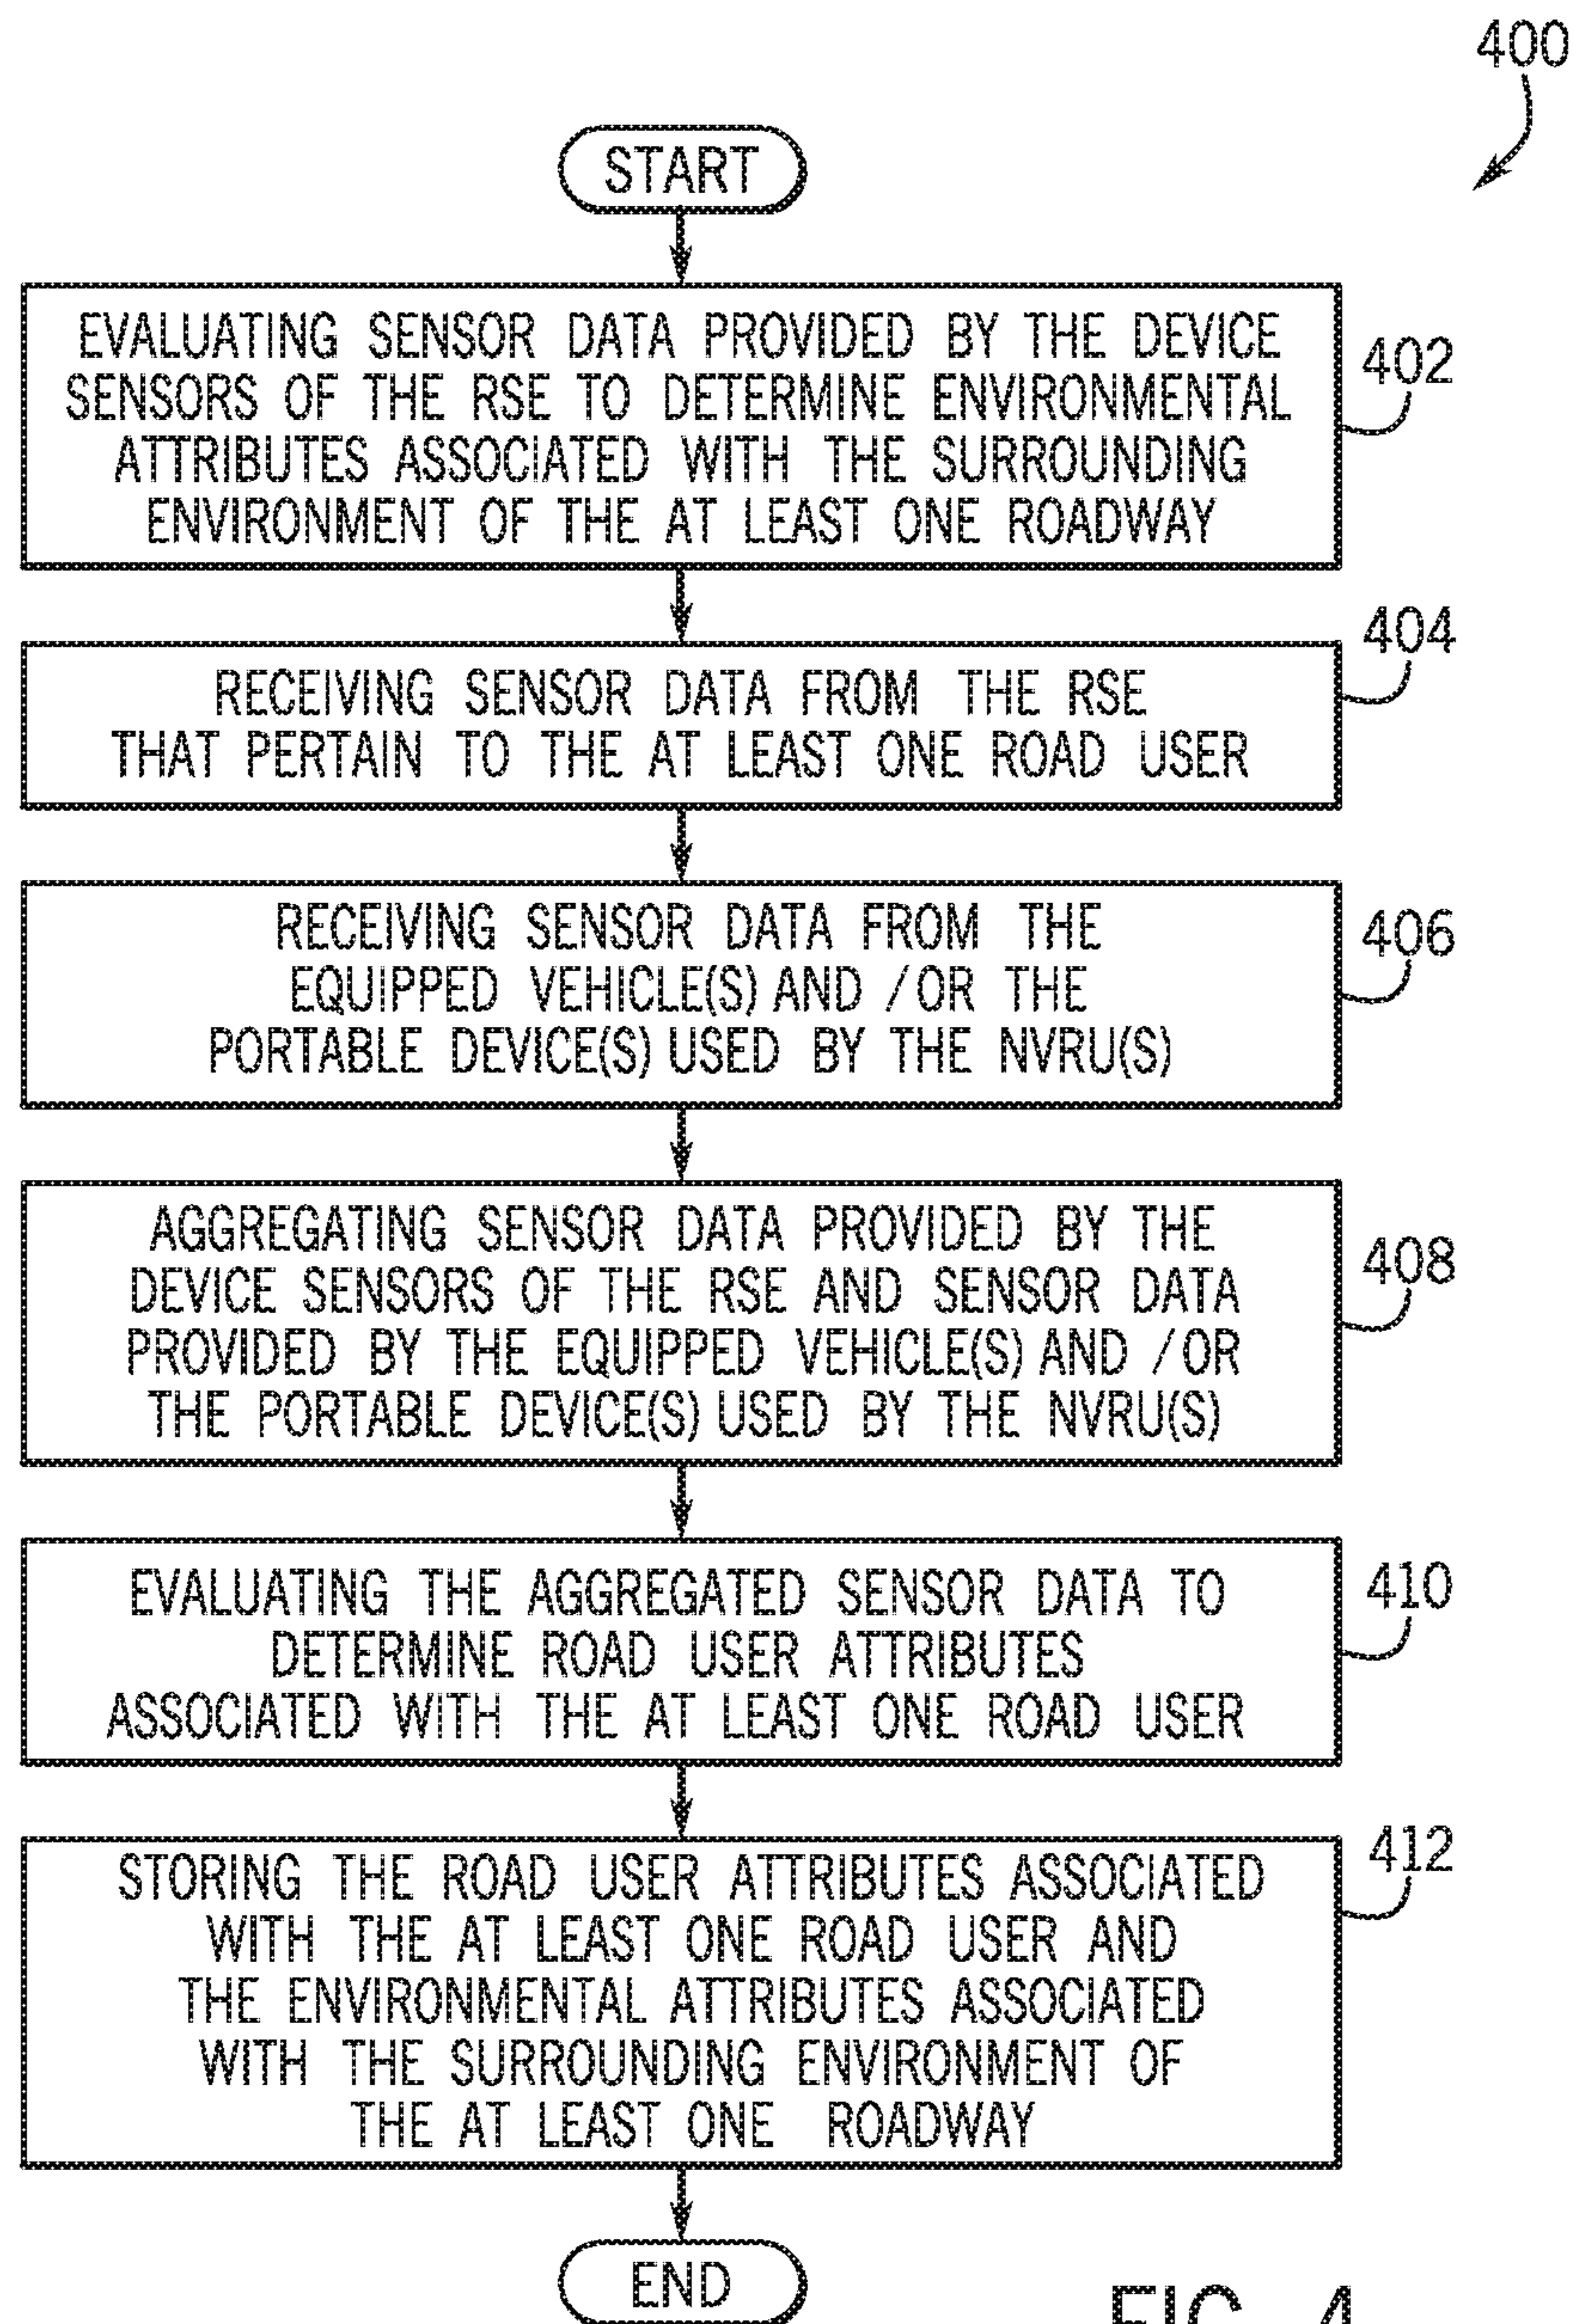 400
START
EVALUATING SENSOR DATA PROVIDED BY THE DEVICE
SENSORS OF THE RSE TO DETERMINE ENVIRONMENTAL
ATTRIBUTES ASSOCIATED WITH THE SURROUNDING
ENVIRONMENT OF THE AT LEAST ONE ROADWAY
402
RECEIVING SENSOR DATA FROM THE RSE
THAT PERTAIN TO THE AT LEAST ONE ROAD USER
404
RECEIVING SENSOR DATA FROM THE
EQUIPPED VEHICLE(S) AND /OR THE
PORTABLE DEVICE(S) USED BY THE NVRU(S)
406
AGGREGATING SENSOR DATA PROVIDED BY THE
DEVICE SENSORS OF THE RSE AND SENSOR DATA
PROVIDED BY THE EQUIPPED VEHICLE(S) AND /OR
THE PORTABLE DEVICE(S) USED BY THE NVRU(S)
408
EVALUATING THE AGGREGATED SENSOR DATA TO
DETERMINE ROAD USER ATTRIBUTES
ASSOCIATED WITH THE AT LEAST ONE ROAD USER
410
STORING THE ROAD USER ATTRIBUTES ASSOCIATED
WITH THE AT LEAST ONE ROAD USER AND
THE ENVIRONMENTAL ATTRIBUTES ASSOCIATED
WITH THE SURROUNDING ENVIRONMENT OF
THE AT LEAST ONE ROADWAY
412
END
FIG. 4